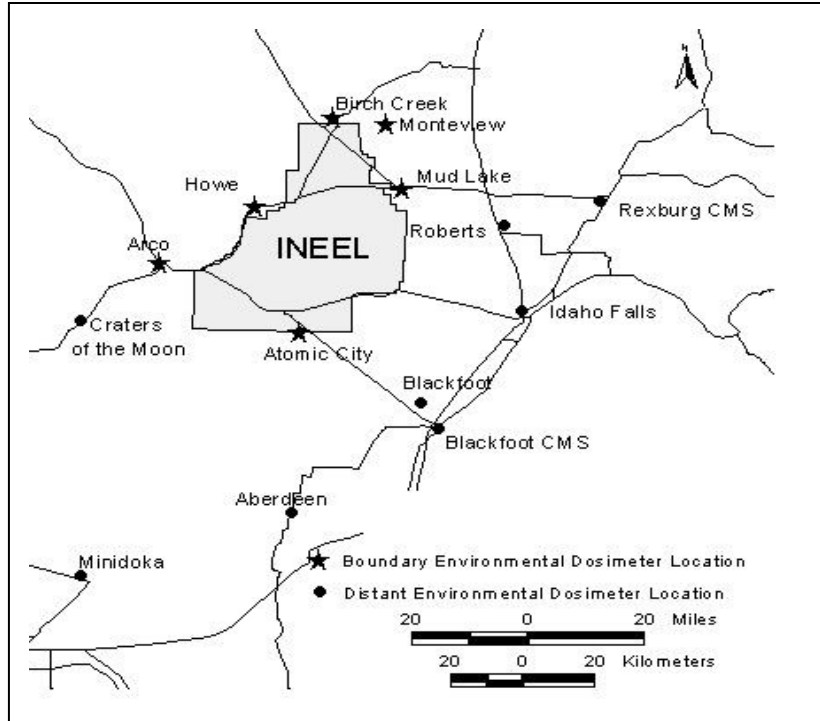 N
Birch Creek
Monteview
Mud Lake
Howe
Rexburg CMS
Roberts
Arco
INEEL
Idaho Falls
Craters
of the Moon
Atomic City
Blackfoot
Blackfoot CMS
Aberdeen
Minidoka
Boundary Environmental Dosimeter Location
Distant Environmental Dosimeter Location
20 0 20 Miles
20 0 20 Kilometers